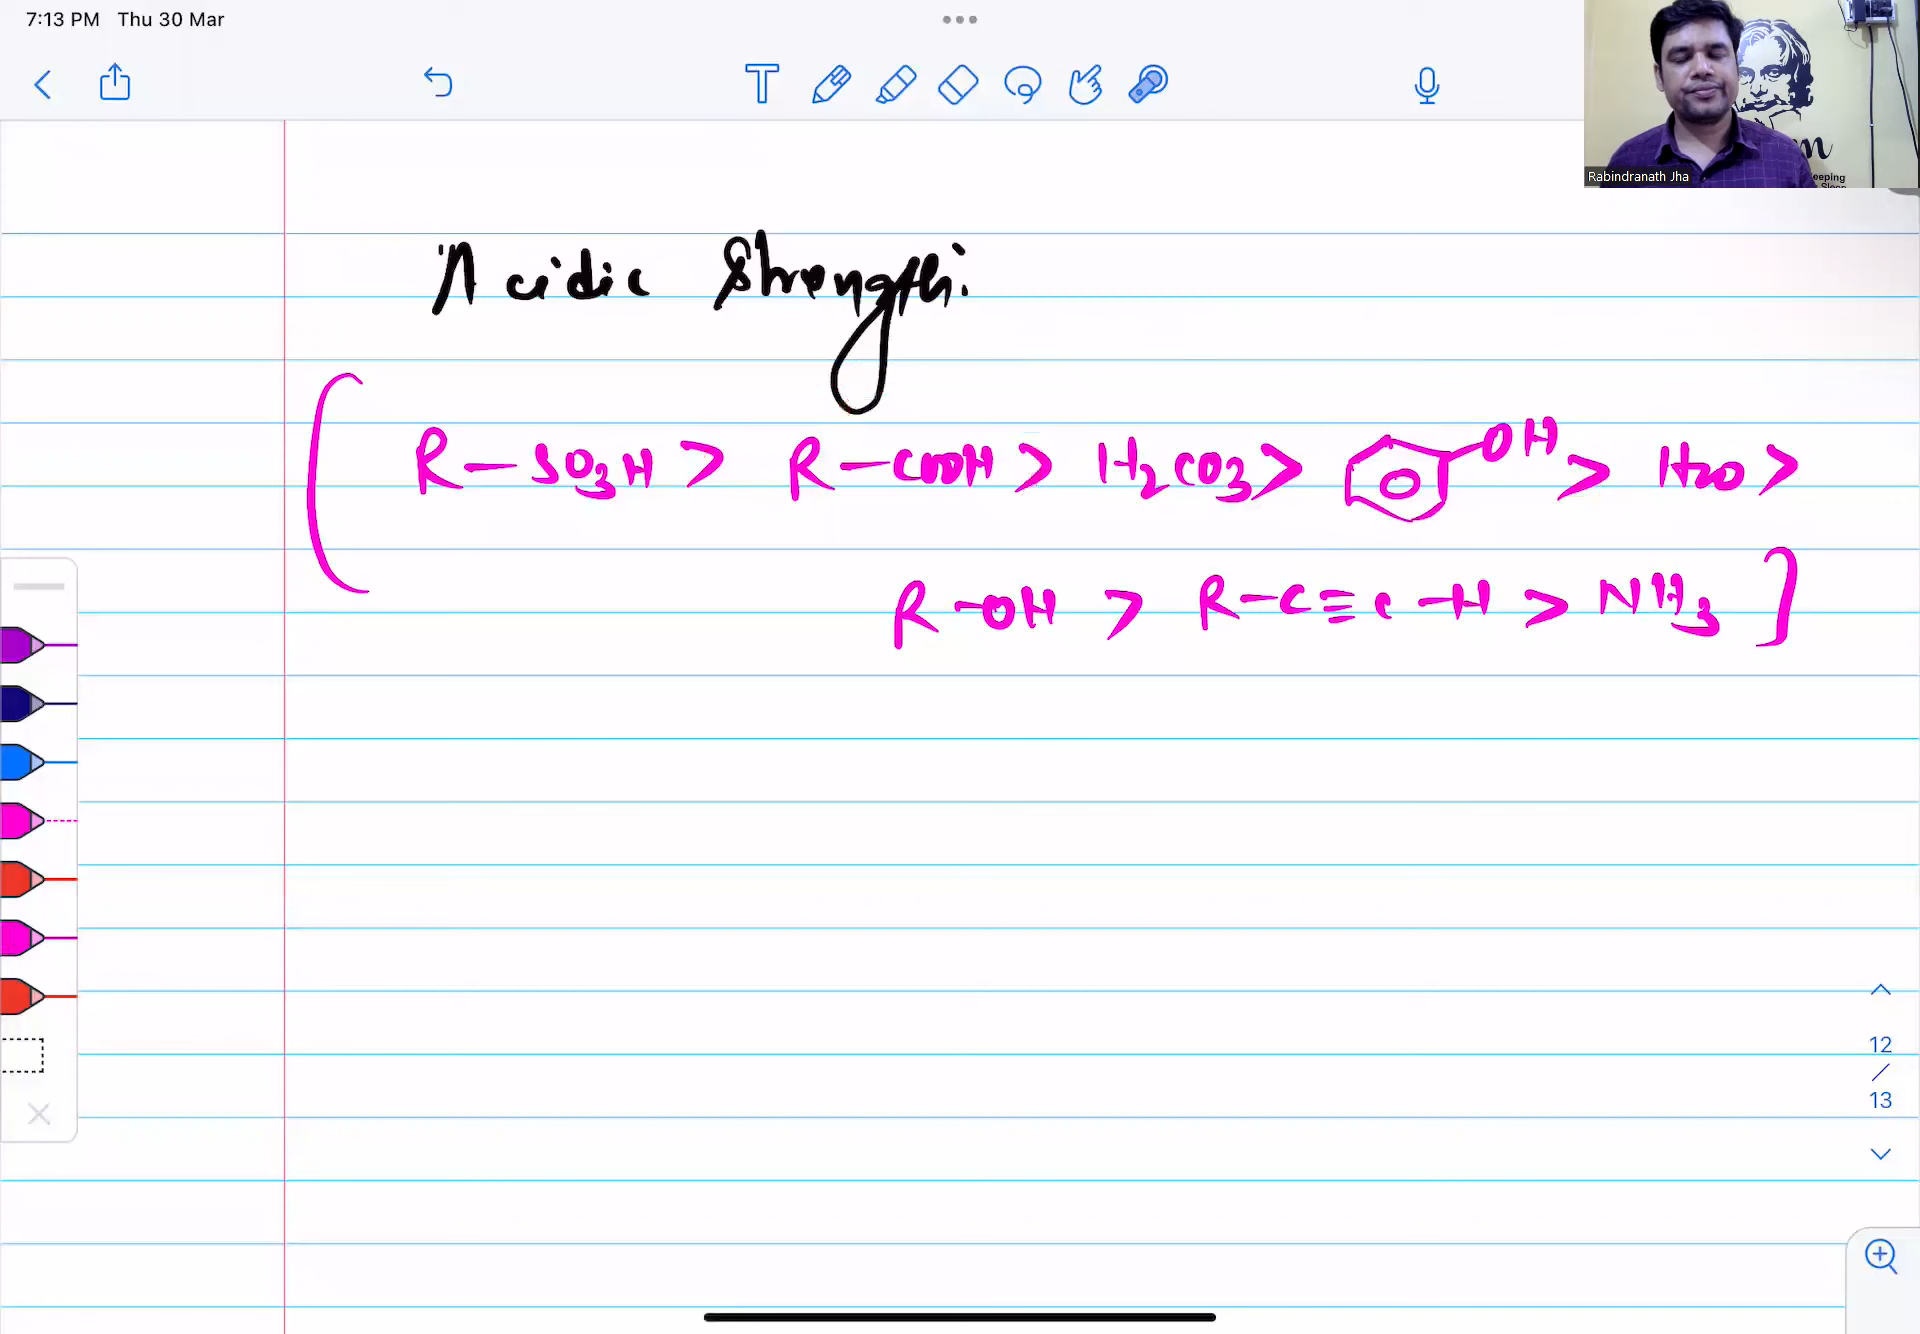 7:13 PM Thu 30 Mar
Rabindranath Jha
eeping
Acidic Strength:
R-SO3H > R-COOH > H2CO3 > OH > H2O >
R-OH > R-C≡C-H > NH3 ]
12
/
13